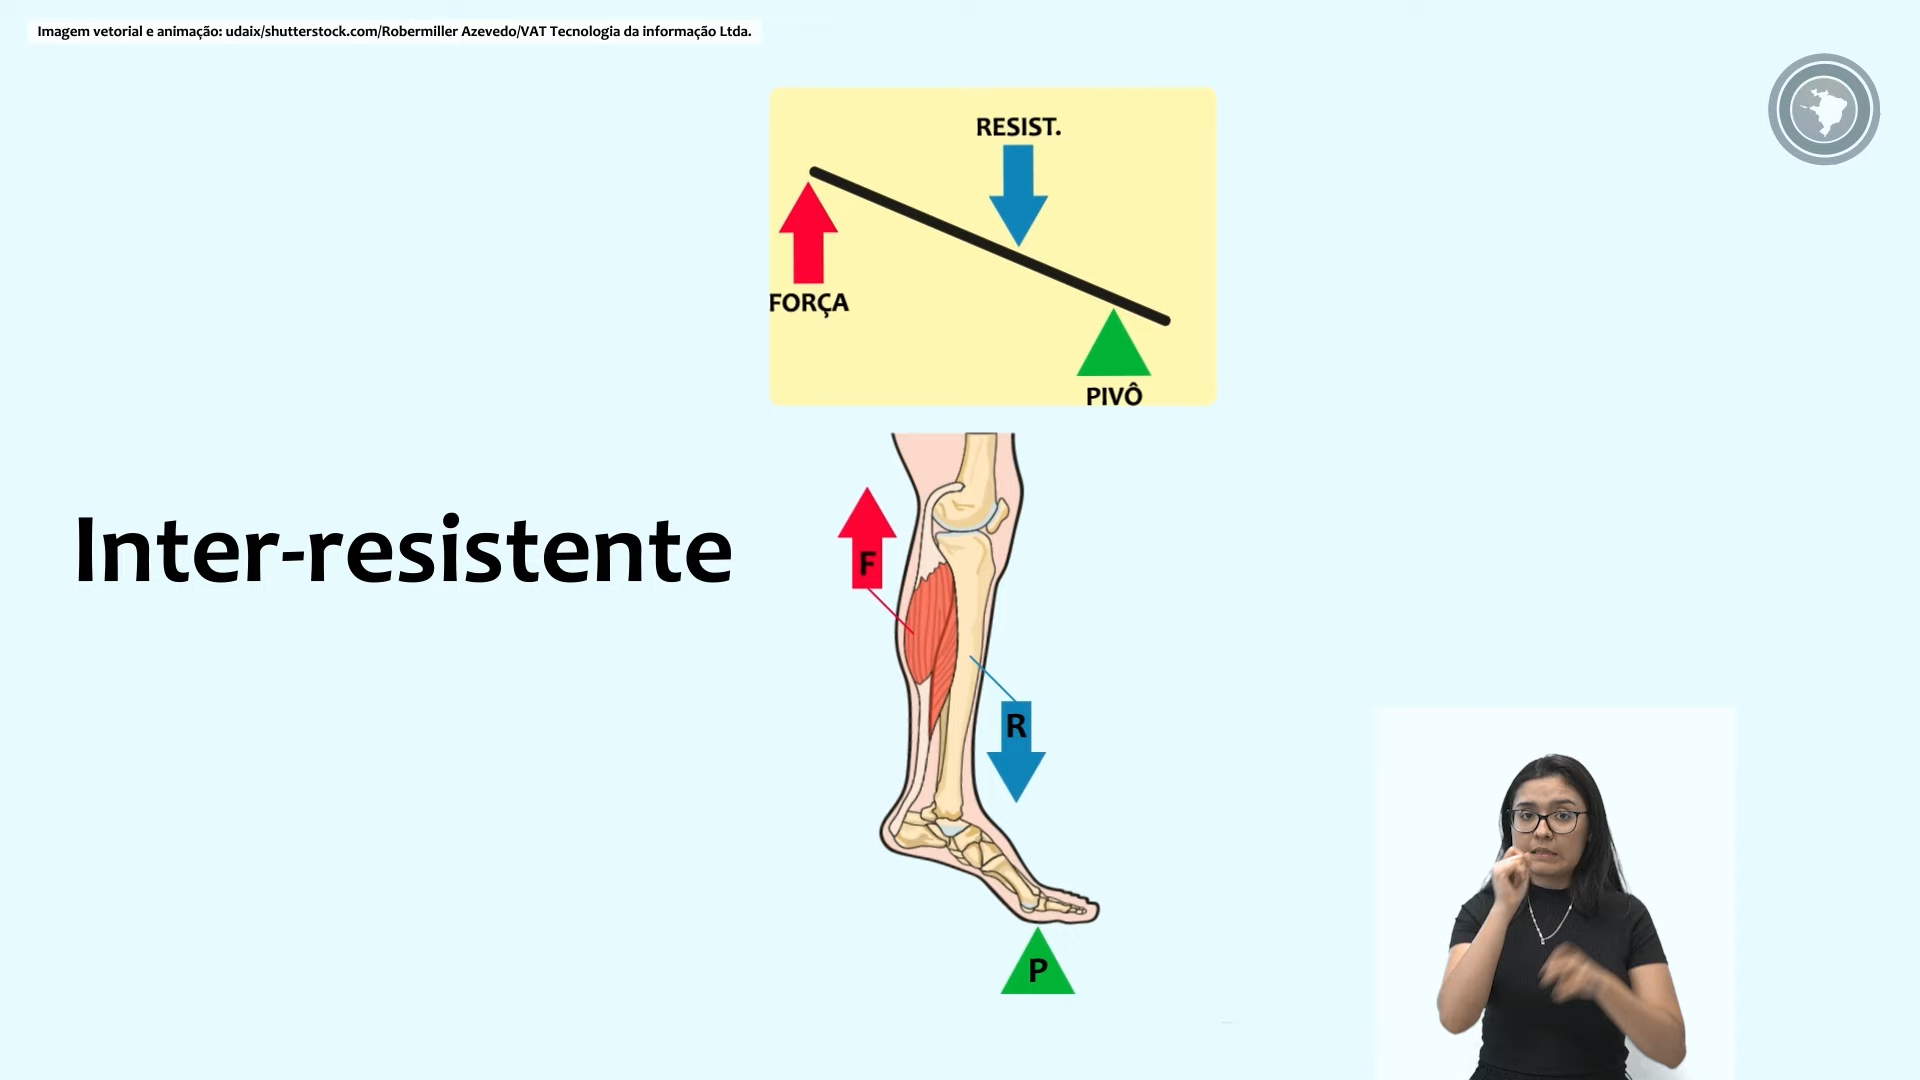 Imagem vetorial e animação: udaix/shutterstock.com/Robermiller Azevedo/VAT Tecnologia da informação Ltda.
RESIST.
FORÇA
PIVÔ
Inter-resistente
F
R
P